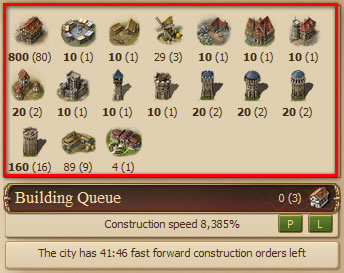 800 (80) 10 (1) 10 (1) 29 (3) 10 (1) 10 (1) 10 (1)
20 (2) 10 (1) 10 (1) 10 (1) 20 (2) 20 (2) 20 (2)
160 (16) 89 (9) 4 (1)
Building Queue 0 (3)
Construction speed 8,385% P L
The city has 41:46 fast forward construction orders left